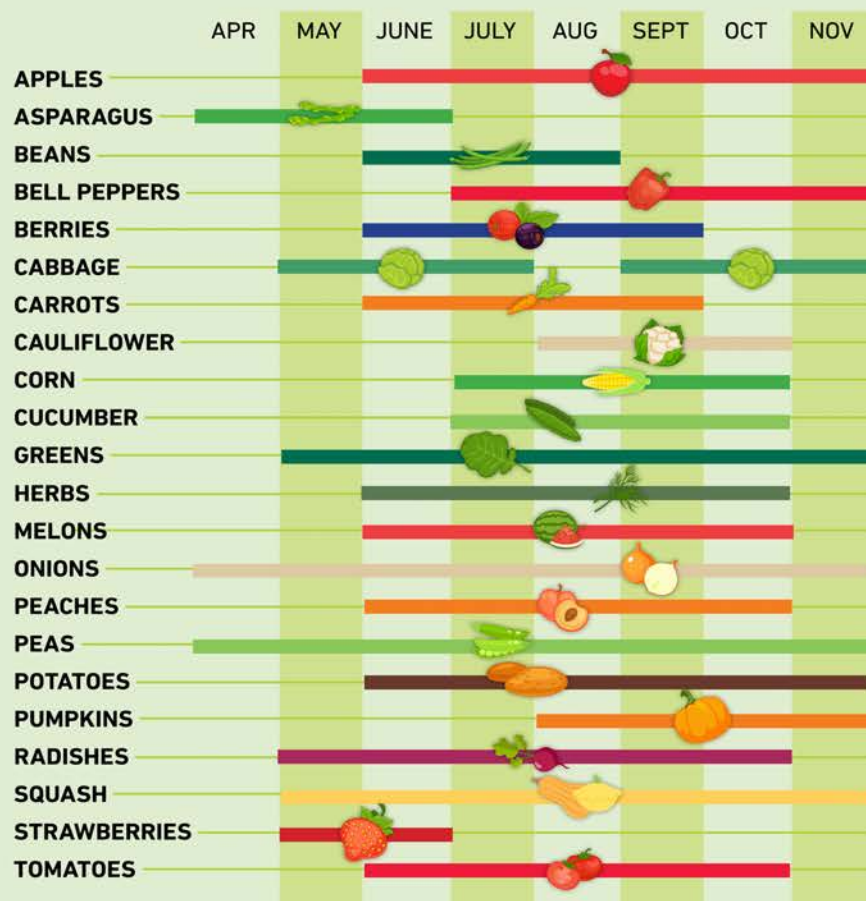 APR MAY JUNE JULY AUG SEPT OCT NOV
APPLES
ASPARAGUS
BEANS
BELL PEPPERS
BERRIES
CABBAGE
CARROTS
CAULIFLOWER
CORN
CUCUMBER
GREENS
HERBS
MELONS
ONIONS
PEACHES
PEAS
POTATOES
PUMPKINS
RADISHES
SQUASH
STRAWBERRIES
TOMATOES